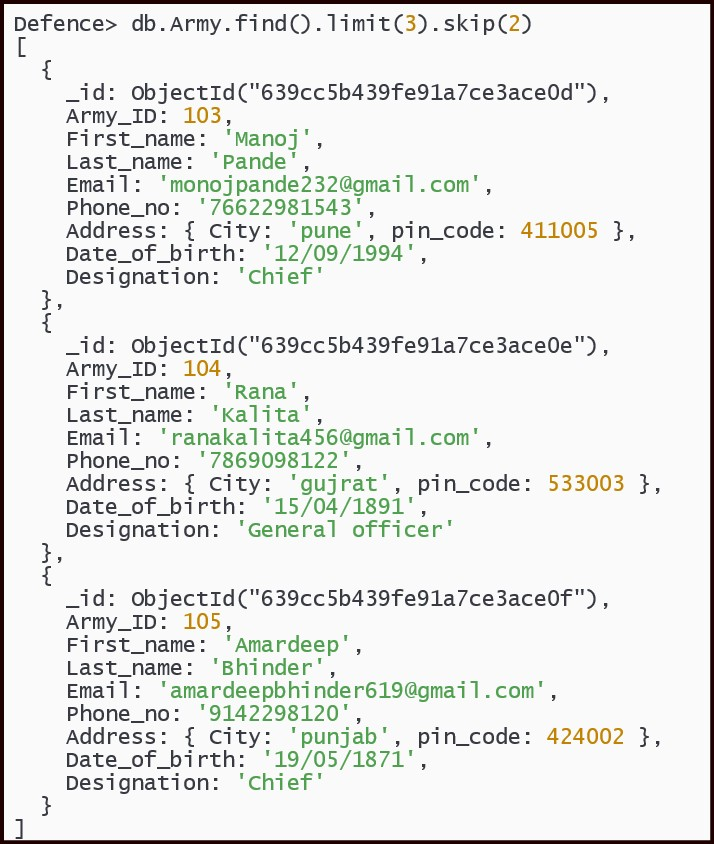 Defence> db.Army.find().limit(3).skip(2)
[
  {
    _id: ObjectId("639cc5b439fe91a7ce3ace0d"),
    Army_ID: 103,
    First_name: 'Manoj',
    Last_name: 'Pande',
    Email: 'monojpande232@gmail.com',
    Phone_no: '76622981543',
    Address: { City: 'pune', pin_code: 411005 },
    Date_of_birth: '12/09/1994',
    Designation: 'Chief'
  },
  {
    _id: ObjectId("639cc5b439fe91a7ce3ace0e"),
    Army_ID: 104,
    First_name: 'Rana',
    Last_name: 'Kalita',
    Email: 'ranakalita456@gmail.com',
    Phone_no: '7869098122',
    Address: { City: 'gujrat', pin_code: 533003 },
    Date_of_birth: '15/04/1891',
    Designation: 'General officer'
  },
  {
    _id: ObjectId("639cc5b439fe91a7ce3ace0f"),
    Army_ID: 105,
    First_name: 'Amardeep',
    Last_name: 'Bhinder',
    Email: 'amardeepbhinder619@gmail.com',
    Phone_no: '9142298120',
    Address: { City: 'punjab', pin_code: 424002 },
    Date_of_birth: '19/05/1871',
    Designation: 'Chief'
  }
]